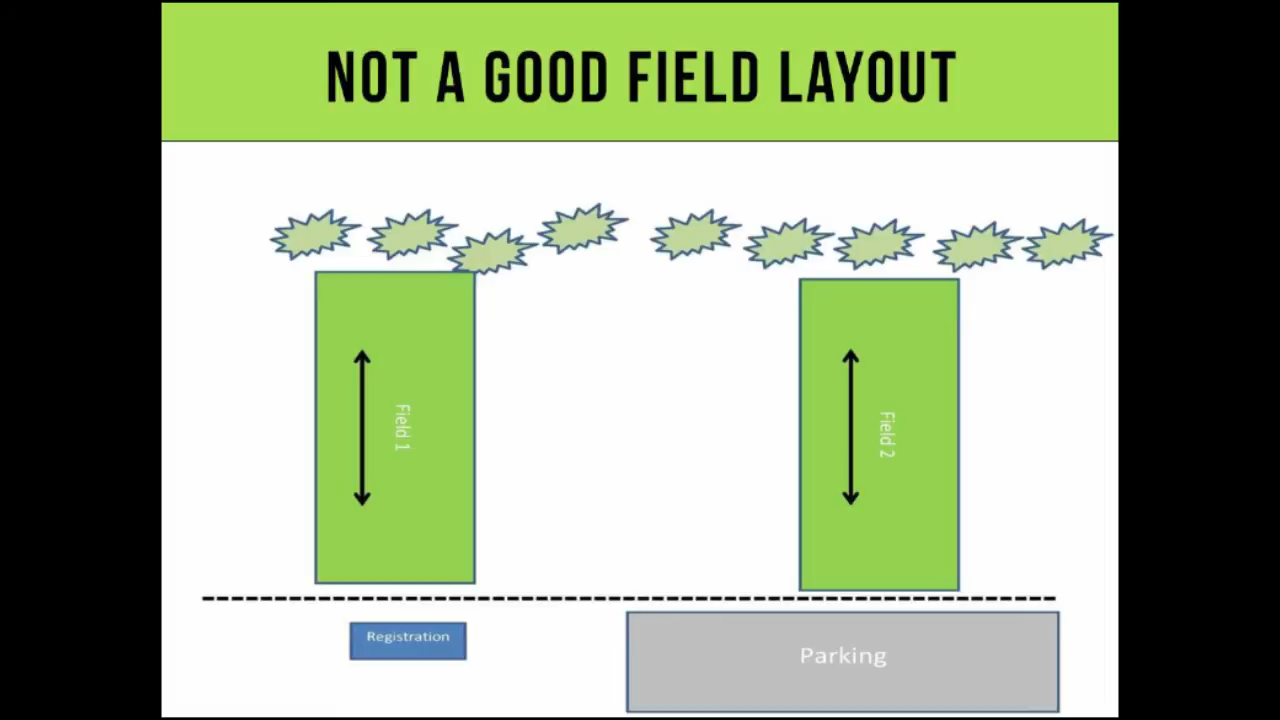 NOT A GOOD FIELD LAYOUT
Field 1
Field 2
Registration
Parking